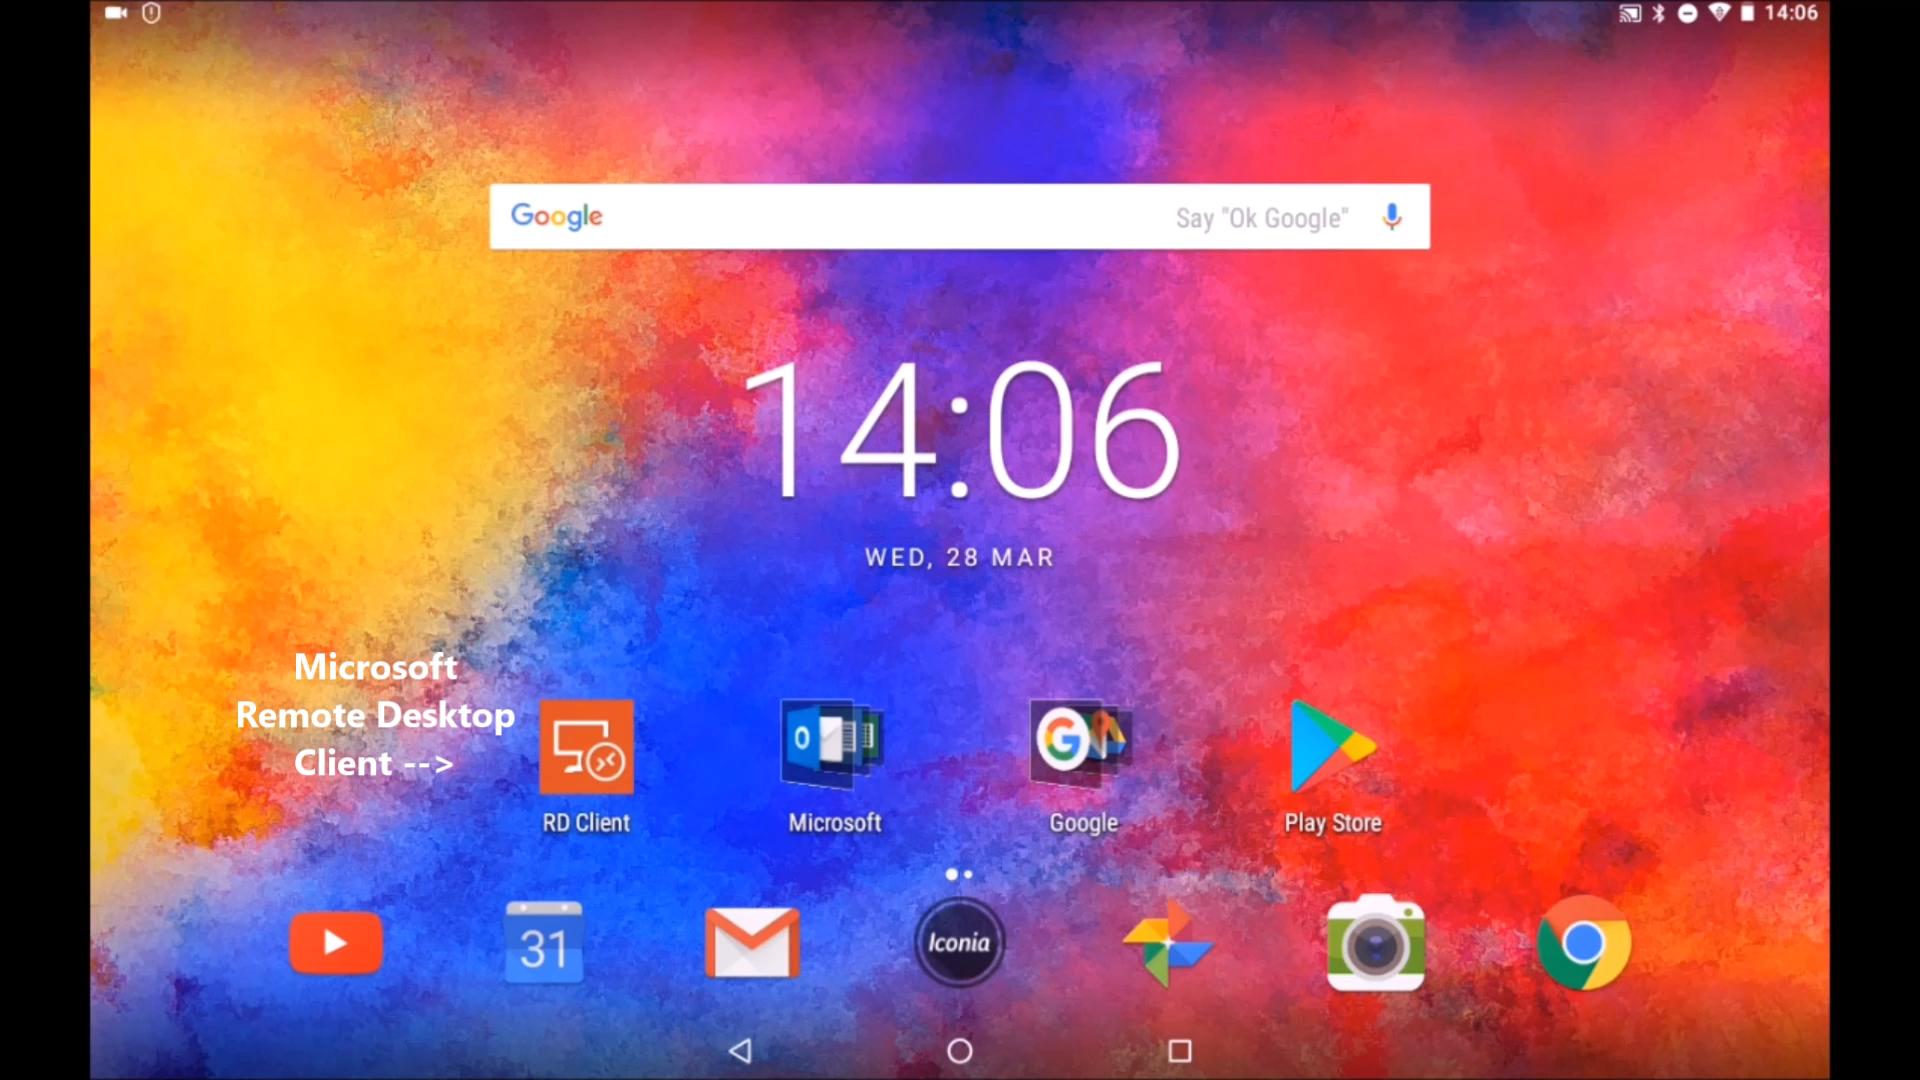 14:06
Google
Say "Ok Google"
14:06
WED, 28 MAR
Microsoft
Remote Desktop
Client -->
RD Client
Microsoft
Google
Play Store
31
Iconia